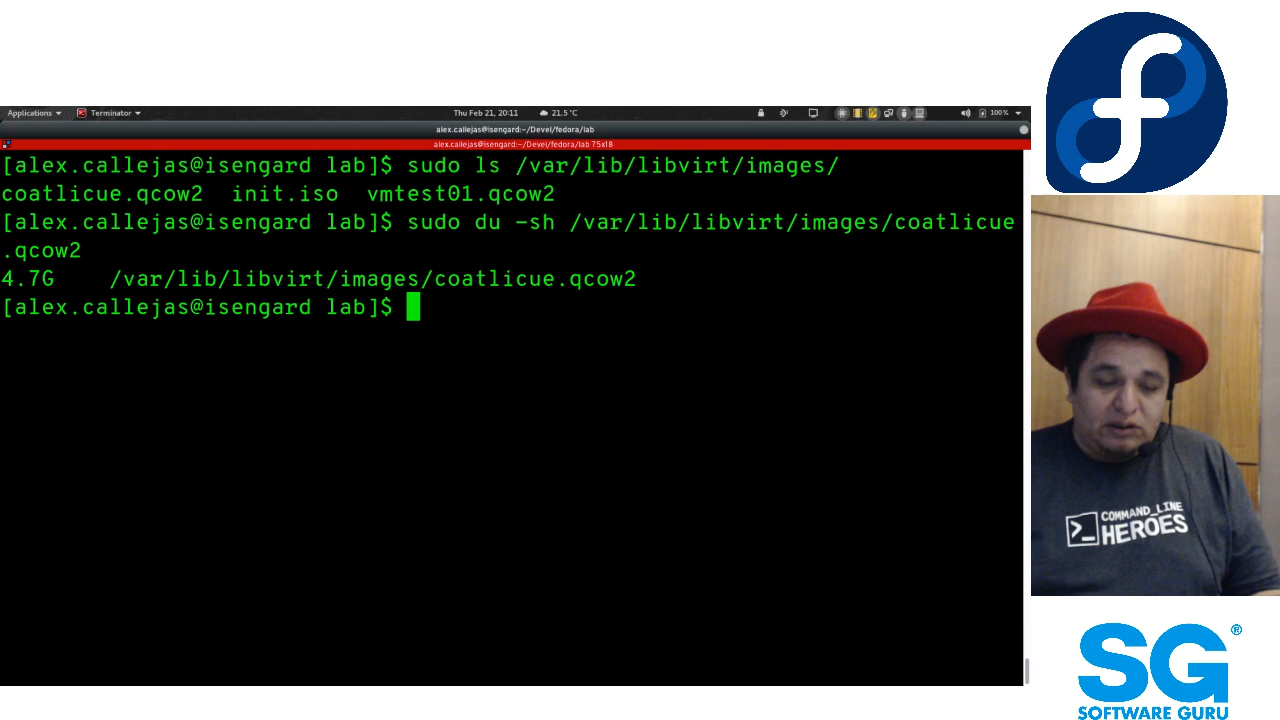 Applications
Terminator
Thu Feb 21, 20:11
21.5 °C
100%
alex.callejas@isengard:~/Devel/fedora/lab
alex.callejas@isengard:~/Devel/fedora/lab 75x18
[alex.callejas@isengard lab]$ sudo ls /var/lib/libvirt/images/
coatlicue.qcow2  init.iso  vmtest01.qcow2
[alex.callejas@isengard lab]$ sudo du -sh /var/lib/libvirt/images/coatlicue
.qcow2
4.7G    /var/lib/libvirt/images/coatlicue.qcow2
[alex.callejas@isengard lab]$
COMMAND_LINE
>_ HEROES
SG®
SOFTWARE GURU